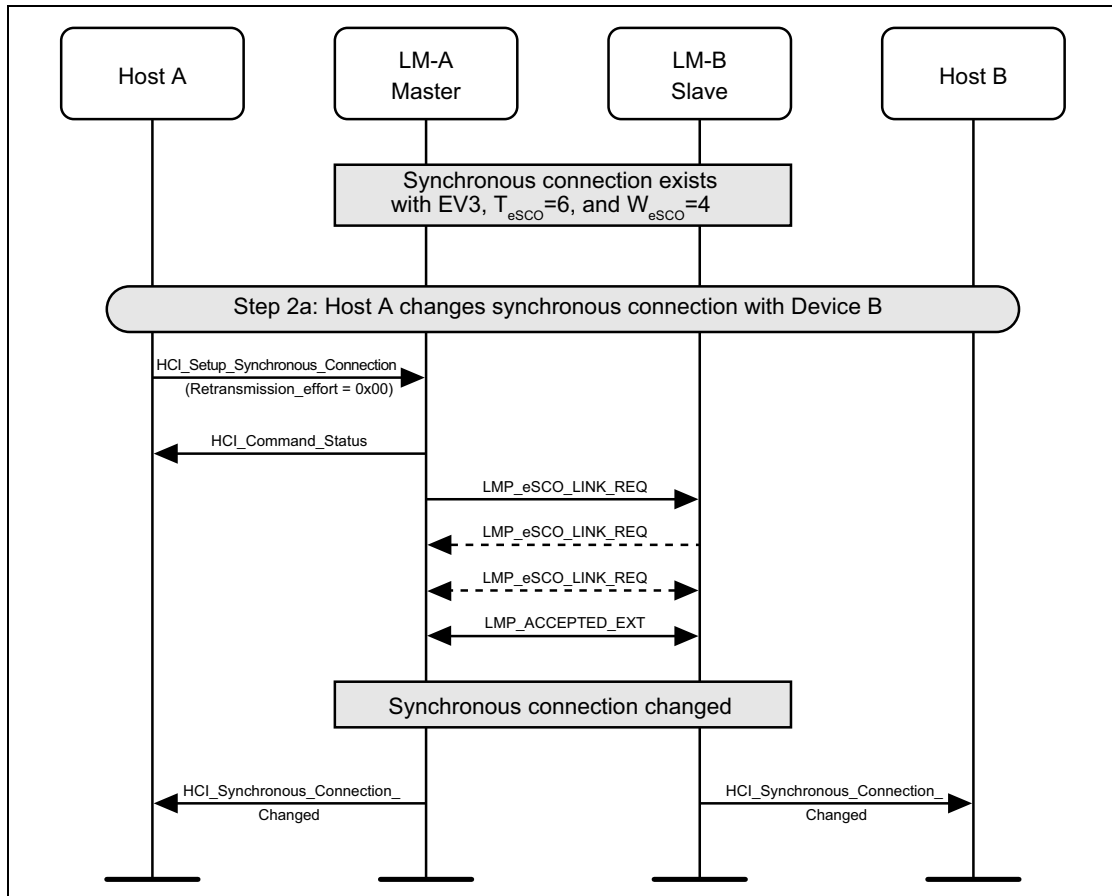 Host A
LM-A
Master
LM-B
Slave
Host B
Synchronous connection exists
with EV3, TeSCO=6, and WeSCO=4
Step 2a: Host A changes synchronous connection with Device B
HCI_Setup_Synchronous_Connection
(Retransmission_effort = 0x00)
HCI_Command_Status
LMP_eSCO_LINK_REQ
LMP_eSCO_LINK_REQ
LMP_eSCO_LINK_REQ
LMP_ACCEPTED_EXT
Synchronous connection changed
HCI_Synchronous_Connection_
Changed
HCI_Synchronous_Connection_
Changed